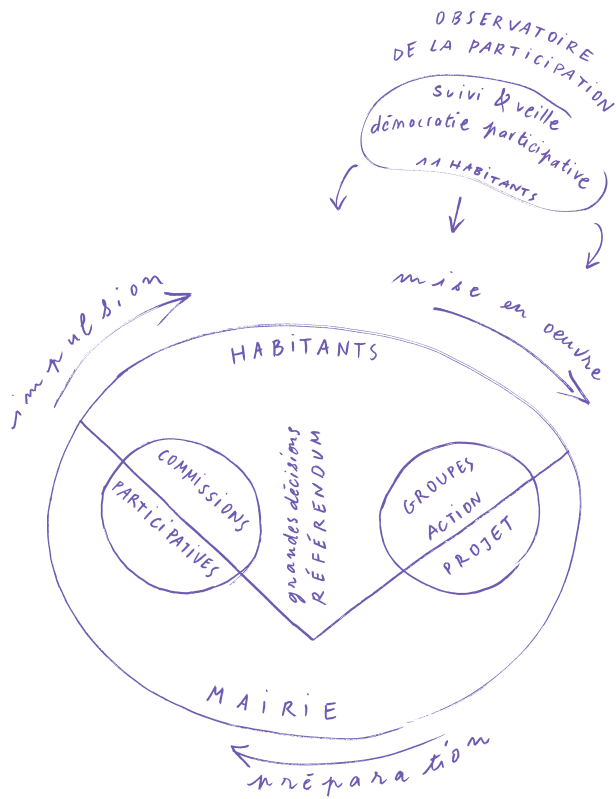 OBSERVATOIRE
DE LA PARTICIPATION
suivi & veille
démocratie participative
11 HABITANTS
impulsion
mise en oeuvre
HABITANTS
COMMISSIONS
PARTICIPATIVES
grandes décisions
RÉFÉRENDUM
GROUPES
ACTION
PROJET
MAIRIE
préparation